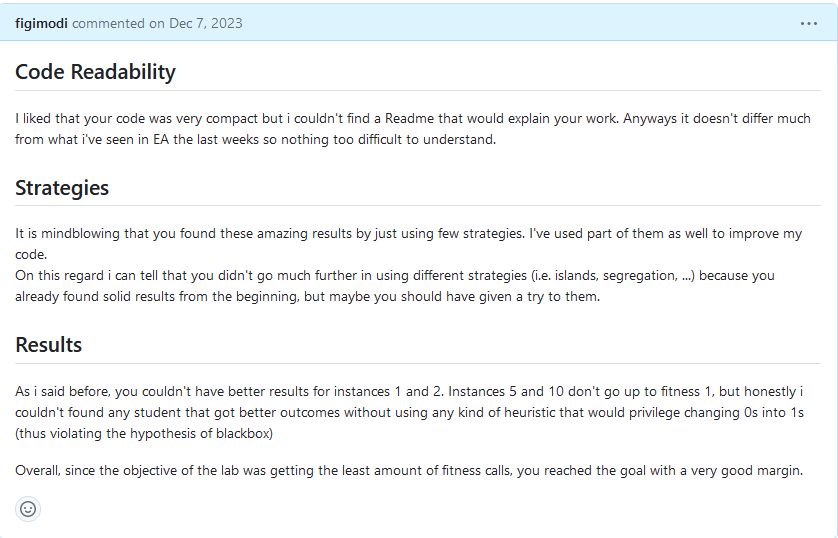 figimodi commented on Dec 7, 2023
Code Readability
I liked that your code was very compact but i couldn't find a Readme that would explain your work. Anyways it doesn't differ much
from what i've seen in EA the last weeks so nothing too difficult to understand.
Strategies
It is mindblowing that you found these amazing results by just using few strategies. I've used part of them as well to improve my
code.
On this regard i can tell that you didn't go much further in using different strategies (i.e. islands, segregation, ...) because you
already found solid results from the beginning, but maybe you should have given a try to them.
Results
As i said before, you couldn't have better results for instances 1 and 2. Instances 5 and 10 don't go up to fitness 1, but honestly i
couldn't found any student that got better outcomes without using any kind of heuristic that would privilege changing 0s into 1s
(thus violating the hypothesis of blackbox)
Overall, since the objective of the lab was getting the least amount of fitness calls, you reached the goal with a very good margin.